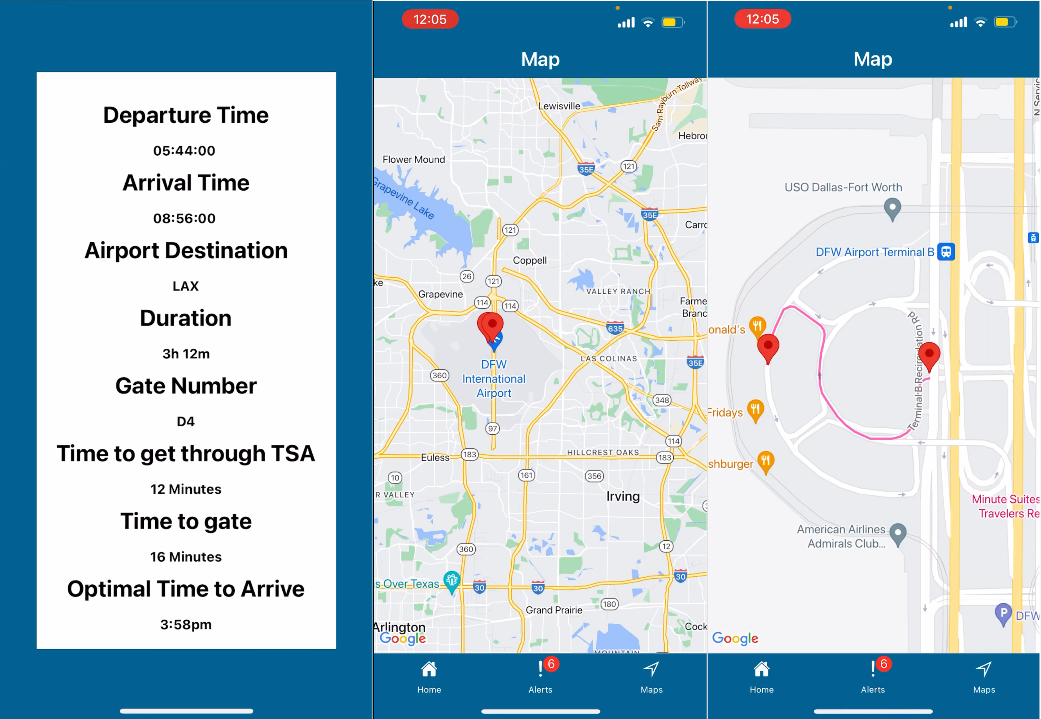 Departure Time
05:44:00
Arrival Time
08:56:00
Airport Destination
LAX
Duration
3h 12m
Gate Number
D4
Time to get through TSA
12 Minutes
Time to gate
16 Minutes
Optimal Time to Arrive
3:58pm
12:05
Map
Lewisville
Sam Rayburn Tollway
Hebro
Flower Mound
121
35E
Grapevine Lake
35E
Carro
121
Coppell
26
121
VALLEY RANCH
ke
Grapevine
114
114
Farme
Branc
635
LAS COLINAS
35E
DFW
International
Airport
360
348
97
114
Euless
183
HILLCREST OAKS
183
10
161
356
R VALLEY
Irving
360
12
s Over Texas
30
30
30
Grand Prairie
180
Arlington
Cock
Google
MOUNTAIN
6
Home
Alerts
Maps
12:05
Map
N Servic
USO Dallas-Fort Worth
DFW Airport Terminal B
onald's
Terminal B Recirculation Rd
Fridays
shburger
Minute Suites
Travelers Re
American Airlines
Admirals Club...
P
DFW
Google
6
Home
Alerts
Maps